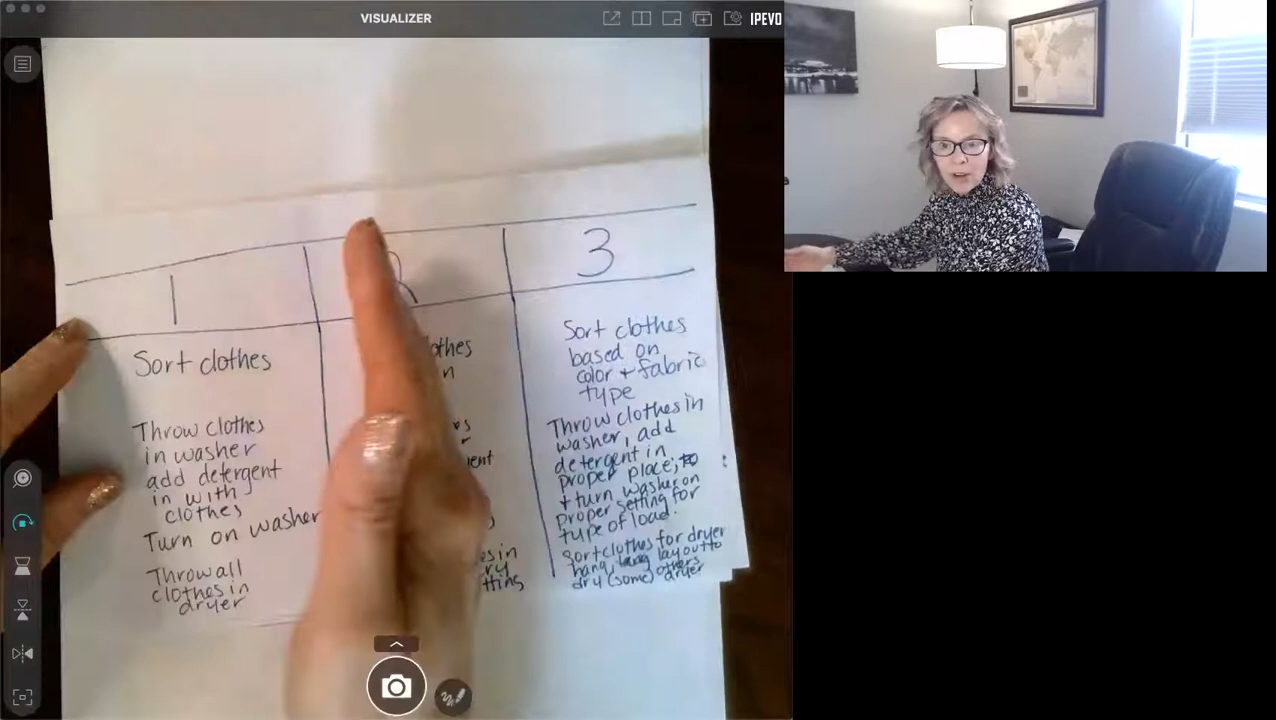 VISUALIZER
IPEVO
1
3
Sort clothes
Throw clothes
in washer
add detergent
in with
clothes
Turn on washer
Throw all
clothes in
dryer
Sort clothes
based on
color + fabric
type
Throw clothes in
washer, add
detergent in
proper place,
+ turn washer on
proper setting for
type of load.
Sort clothes for dryer
hang, lay out to
dry (some) others
dryer